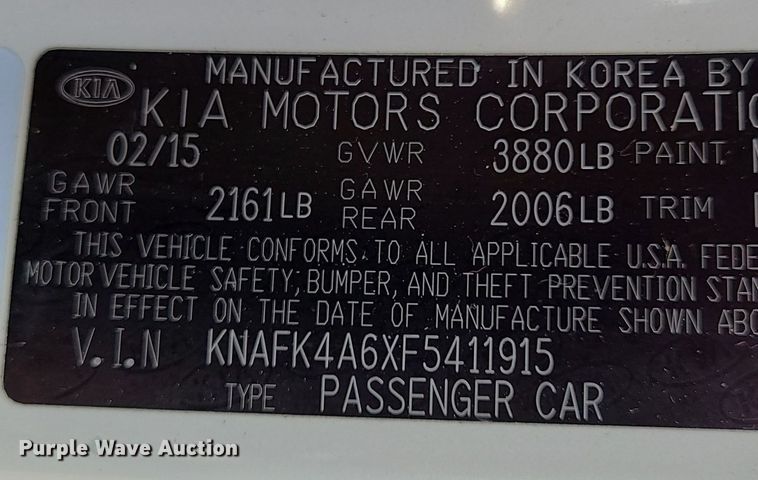 KIA
MANUFACTURED IN KOREA BY
KIA MOTORS CORPORATIO
02/15 GVWR 3880LB PAINT
GAWR FRONT 2161LB GAWR REAR 2006LB TRIM
THIS VEHICLE CONFORMS TO ALL APPLICABLE U.S.A. FEDE
MOTOR VEHICLE SAFETY, BUMPER, AND THEFT PREVENTION STAN
IN EFFECT ON THE DATE OF MANUFACTURE SHOWN ABO
V.I.N KNAFK4A6XF5411915
TYPE PASSENGER CAR
Purple Wave Auction